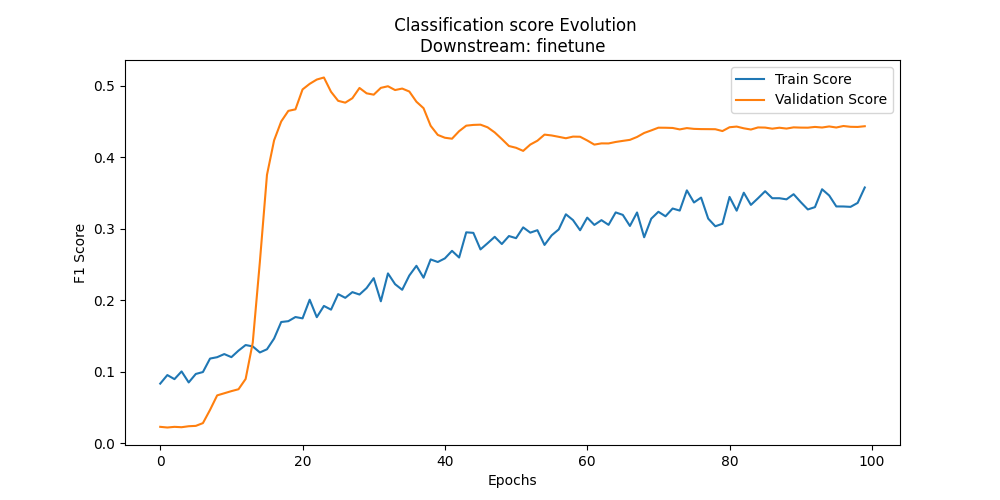 Classification score Evolution
Downstream: finetune
Train Score
Validation Score
F1 Score
0.5
0.4
0.3
0.2
0.1
0.0
0 20 40 60 80 100
Epochs